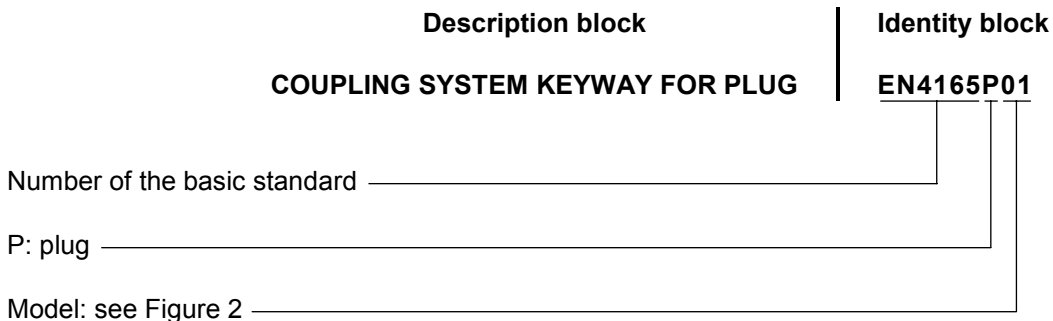 Description block Identity block
COUPLING SYSTEM KEYWAY FOR PLUG EN4165P01
Number of the basic standard
P: plug
Model: see Figure 2